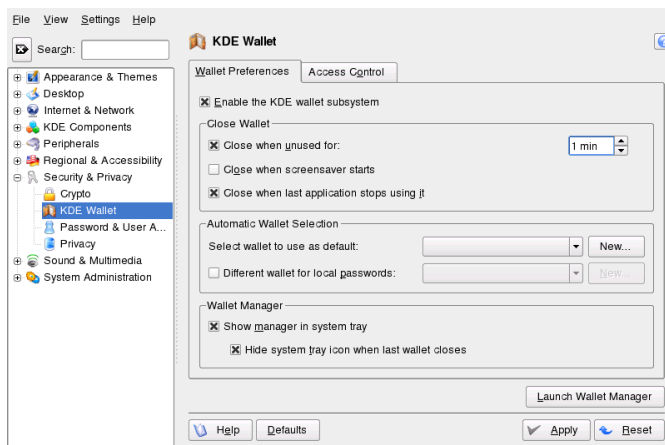 File View Settings Help
Search:
KDE Wallet
Appearance & Themes
Desktop
Internet & Network
KDE Components
Peripherals
Regional & Accessibility
Security & Privacy
Crypto
KDE Wallet
Password & User A...
Privacy
Sound & Multimedia
System Administration
Wallet Preferences Access Control
Enable the KDE wallet subsystem
Close Wallet
Close when unused for: 1 min
Close when screensaver starts
Close when last application stops using it
Automatic Wallet Selection
Select wallet to use as default: New...
Different wallet for local passwords: New...
Wallet Manager
Show manager in system tray
Hide system tray icon when last wallet closes
Launch Wallet Manager
Help Defaults Apply Reset